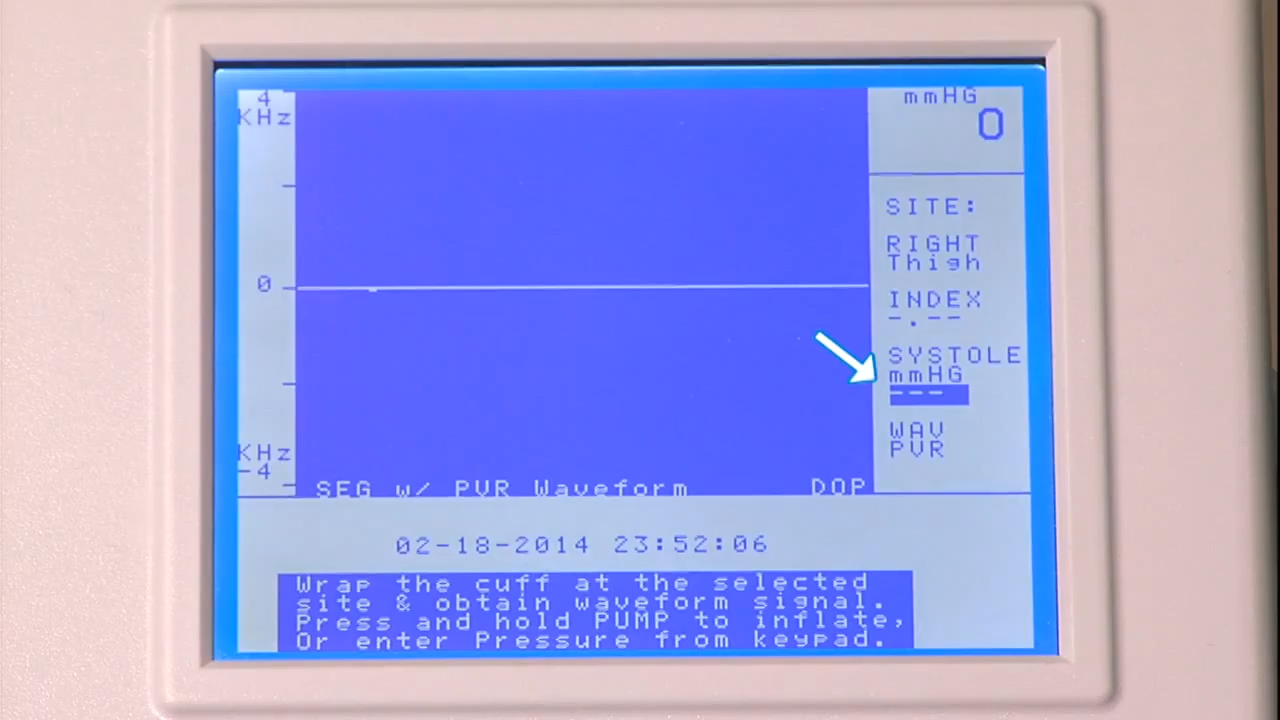 4
KHz
0
KHz
-4
SEG w/ PVR Waveform DOP
mmHG
0
SITE:
RIGHT
Thigh
INDEX
-.--
SYSTOLE
mmHG
---
WAV
PVR
02-18-2014 23:52:06
Wrap the cuff at the selected
site & obtain waveform signal.
Press and hold PUMP to inflate,
Or enter Pressure from keypad.